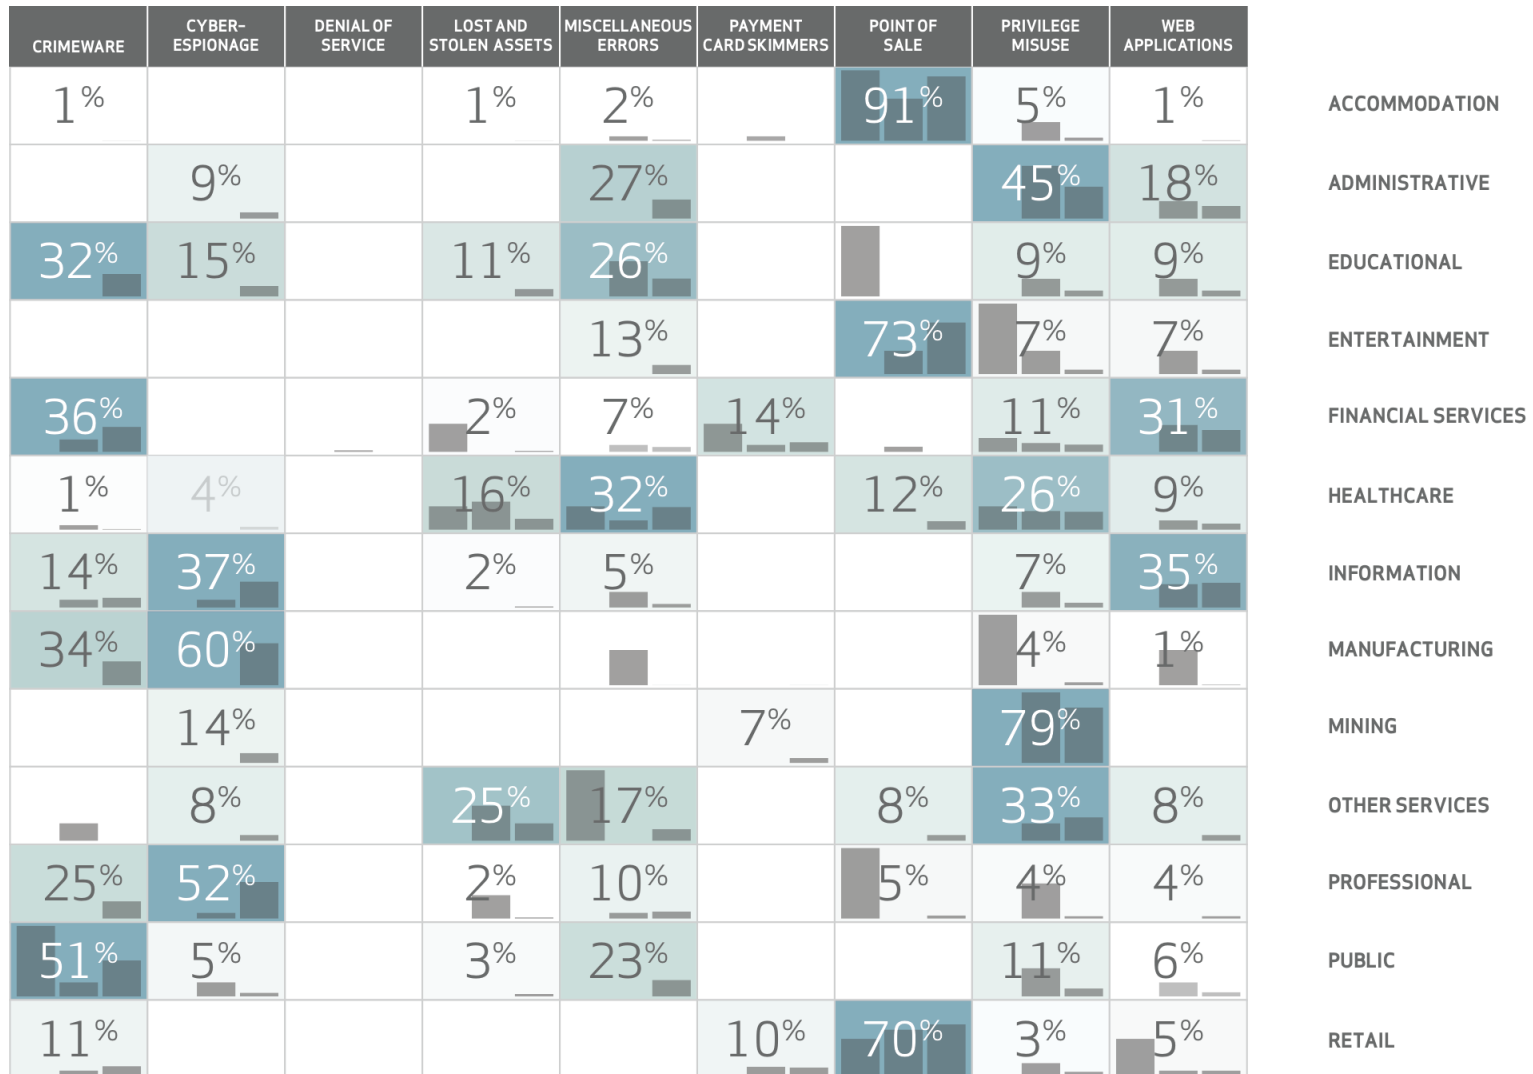 CRIMEWARE
CYBER-
ESPIONAGE
DENIAL OF
SERVICE
LOST AND
STOLEN ASSETS
MISCELLANEOUS
ERRORS
PAYMENT
CARD SKIMMERS
POINT OF
SALE
PRIVILEGE
MISUSE
WEB
APPLICATIONS
1% 1% 2% 91% 5% 1% ACCOMMODATION
9% 27% 45% 18% ADMINISTRATIVE
32% 15% 11% 26% 9% 9% EDUCATIONAL
13% 73% 7% 7% ENTERTAINMENT
36% 2% 7% 14% 11% 31% FINANCIAL SERVICES
1% 4% 16% 32% 12% 26% 9% HEALTHCARE
14% 37% 2% 5% 7% 35% INFORMATION
34% 60% 4% 1% MANUFACTURING
14% 7% 79% MINING
8% 25% 17% 8% 33% 8% OTHER SERVICES
25% 52% 2% 10% 5% 4% 4% PROFESSIONAL
51% 5% 3% 23% 11% 6% PUBLIC
11% 10% 70% 3% 5% RETAIL